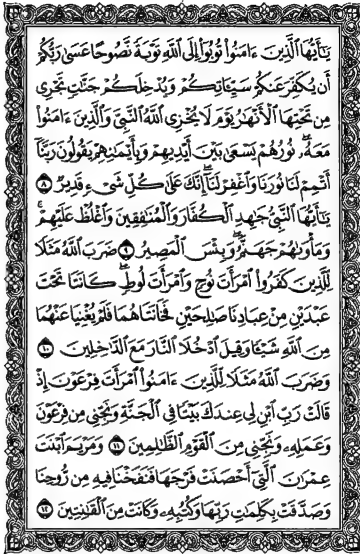 يَٰٓأَيُّهَا ٱلَّذِينَ ءَامَنُوا۟ تُوبُوٓا۟ إِلَى ٱللَّهِ تَوْبَةً نَّصُوحًا عَسَىٰ رَبُّكُمْ
أَن يُكَفِّرَ عَنكُمْ سَيِّـَٔاتِكُمْ وَيُدْخِلَكُمْ جَنَّٰتٍ تَجْرِى
مِن تَحْتِهَا ٱلْأَنْهَٰرُ يَوْمَ لَا يُخْزِى ٱللَّهُ ٱلنَّبِىَّ وَٱلَّذِينَ ءَامَنُوا۟
مَعَهُۥ ۖ نُورُهُمْ يَسْعَىٰ بَيْنَ أَيْدِيهِمْ وَبِأَيْمَٰنِهِمْ يَقُولُونَ رَبَّنَآ
أَتْمِمْ لَنَا نُورَنَا وَٱغْفِرْ لَنَآ ۖ إِنَّكَ عَلَىٰ كُلِّ شَىْءٍ قَدِيرٌ ٨
يَٰٓأَيُّهَا ٱلنَّبِىُّ جَٰهِدِ ٱلْكُفَّارَ وَٱلْمُنَٰفِقِينَ وَٱغْلُظْ عَلَيْهِمْ ۚ
وَمَأْوَىٰهُمْ جَهَنَّمُ ۖ وَبِئْسَ ٱلْمَصِيرُ ٩ ضَرَبَ ٱللَّهُ مَثَلًا
لِّلَّذِينَ كَفَرُوا۟ ٱمْرَأَتَ نُوحٍ وَٱمْرَأَتَ لُوطٍ ۖ كَانَتَا تَحْتَ
عَبْدَيْنِ مِنْ عِبَادِنَا صَٰلِحَيْنِ فَخَانَتَاهُمَا فَلَمْ يُغْنِيَا عَنْهُمَا
مِنَ ٱللَّهِ شَيْـًٔا وَقِيلَ ٱدْخُلَا ٱلنَّارَ مَعَ ٱلدَّٰخِلِينَ ١٠
وَضَرَبَ ٱللَّهُ مَثَلًا لِّلَّذِينَ ءَامَنُوا۟ ٱمْرَأَتَ فِرْعَوْنَ إِذْ
قَالَتْ رَبِّ ٱبْنِ لِى عِندَكَ بَيْتًا فِى ٱلْجَنَّةِ وَنَجِّنِى مِن فِرْعَوْنَ
وَعَمَلِهِۦ وَنَجِّنِى مِنَ ٱلْقَوْمِ ٱلظَّٰلِمِينَ ١١ وَمَرْيَمَ ٱبْنَتَ
عِمْرَٰنَ ٱلَّتِىٓ أَحْصَنَتْ فَرْجَهَا فَنَفَخْنَا فِيهِ مِن رُّوحِنَا
وَصَدَّقَتْ بِكَلِمَٰتِ رَبِّهَا وَكُتُبِهِۦ وَكَانَتْ مِنَ ٱلْقَٰنِتِينَ ١٢